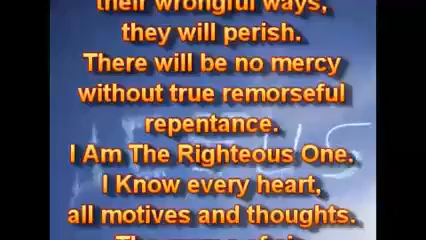 their wrongful ways,
they will perish.
There will be no mercy
without true remorseful
repentance.
I Am The Righteous One.
I Know every heart,
all motives and thoughts.
JESUS